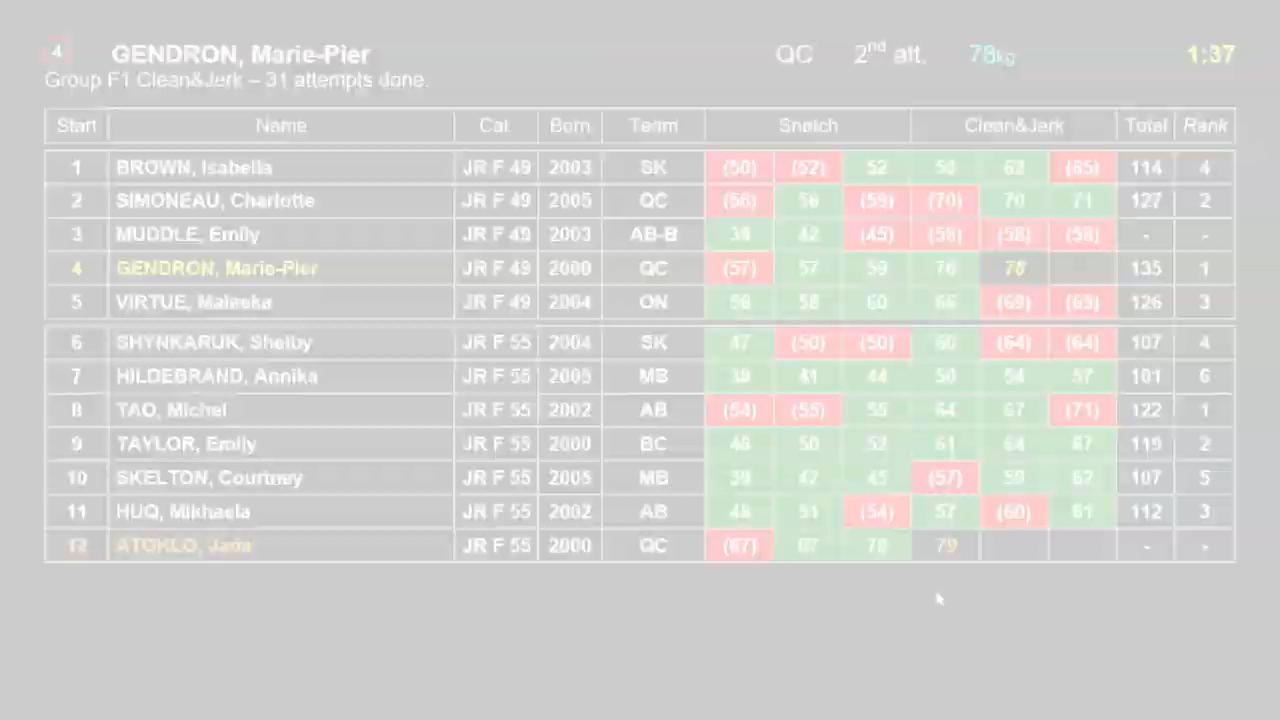 4 GENDRON, Marie-Pier QC 2nd att. 78kg 1:37
Group F1 Clean&Jerk – 31 attempts done.
Start Name Cat. Born Team Snatch Clean&Jerk Total Rank
1 BROWN, Isabella JR F 49 2003 SK (50) (52) 52 62 (65) 114 4
2 SIMONEAU, Charlotte JR F 49 2005 QC (56) 56 (59) (70) 70 71 127 2
3 MUDDLE, Emily JR F 49 2003 AB-B 39 42 (45) (58) (58) (58) - -
4 GENDRON, Marie-Pier JR F 49 2000 QC (57) 57 59 76 78 135 1
5 VIRTUE, Maleeka JR F 49 2004 ON 56 58 60 66 (69) (69) 126 3
6 SHYNKARUK, Shelby JR F 55 2004 SK 47 (50) (50) 60 (64) (64) 107 4
7 HILDEBRAND, Annika JR F 55 2005 MB 38 41 44 50 54 57 101 6
8 TAO, Michel JR F 55 2002 AB (54) (55) 55 64 67 (71) 122 1
9 TAYLOR, Emily JR F 55 2000 BC 48 50 52 61 64 67 119 2
10 SKELTON, Courtney JR F 55 2005 MB 39 42 45 (57) 59 62 107 5
11 HUQ, Mikhaela JR F 55 2002 AB 48 51 (54) 57 (60) 61 112 3
12 JR F 55 2000 QC (67) 67 70 79 - -